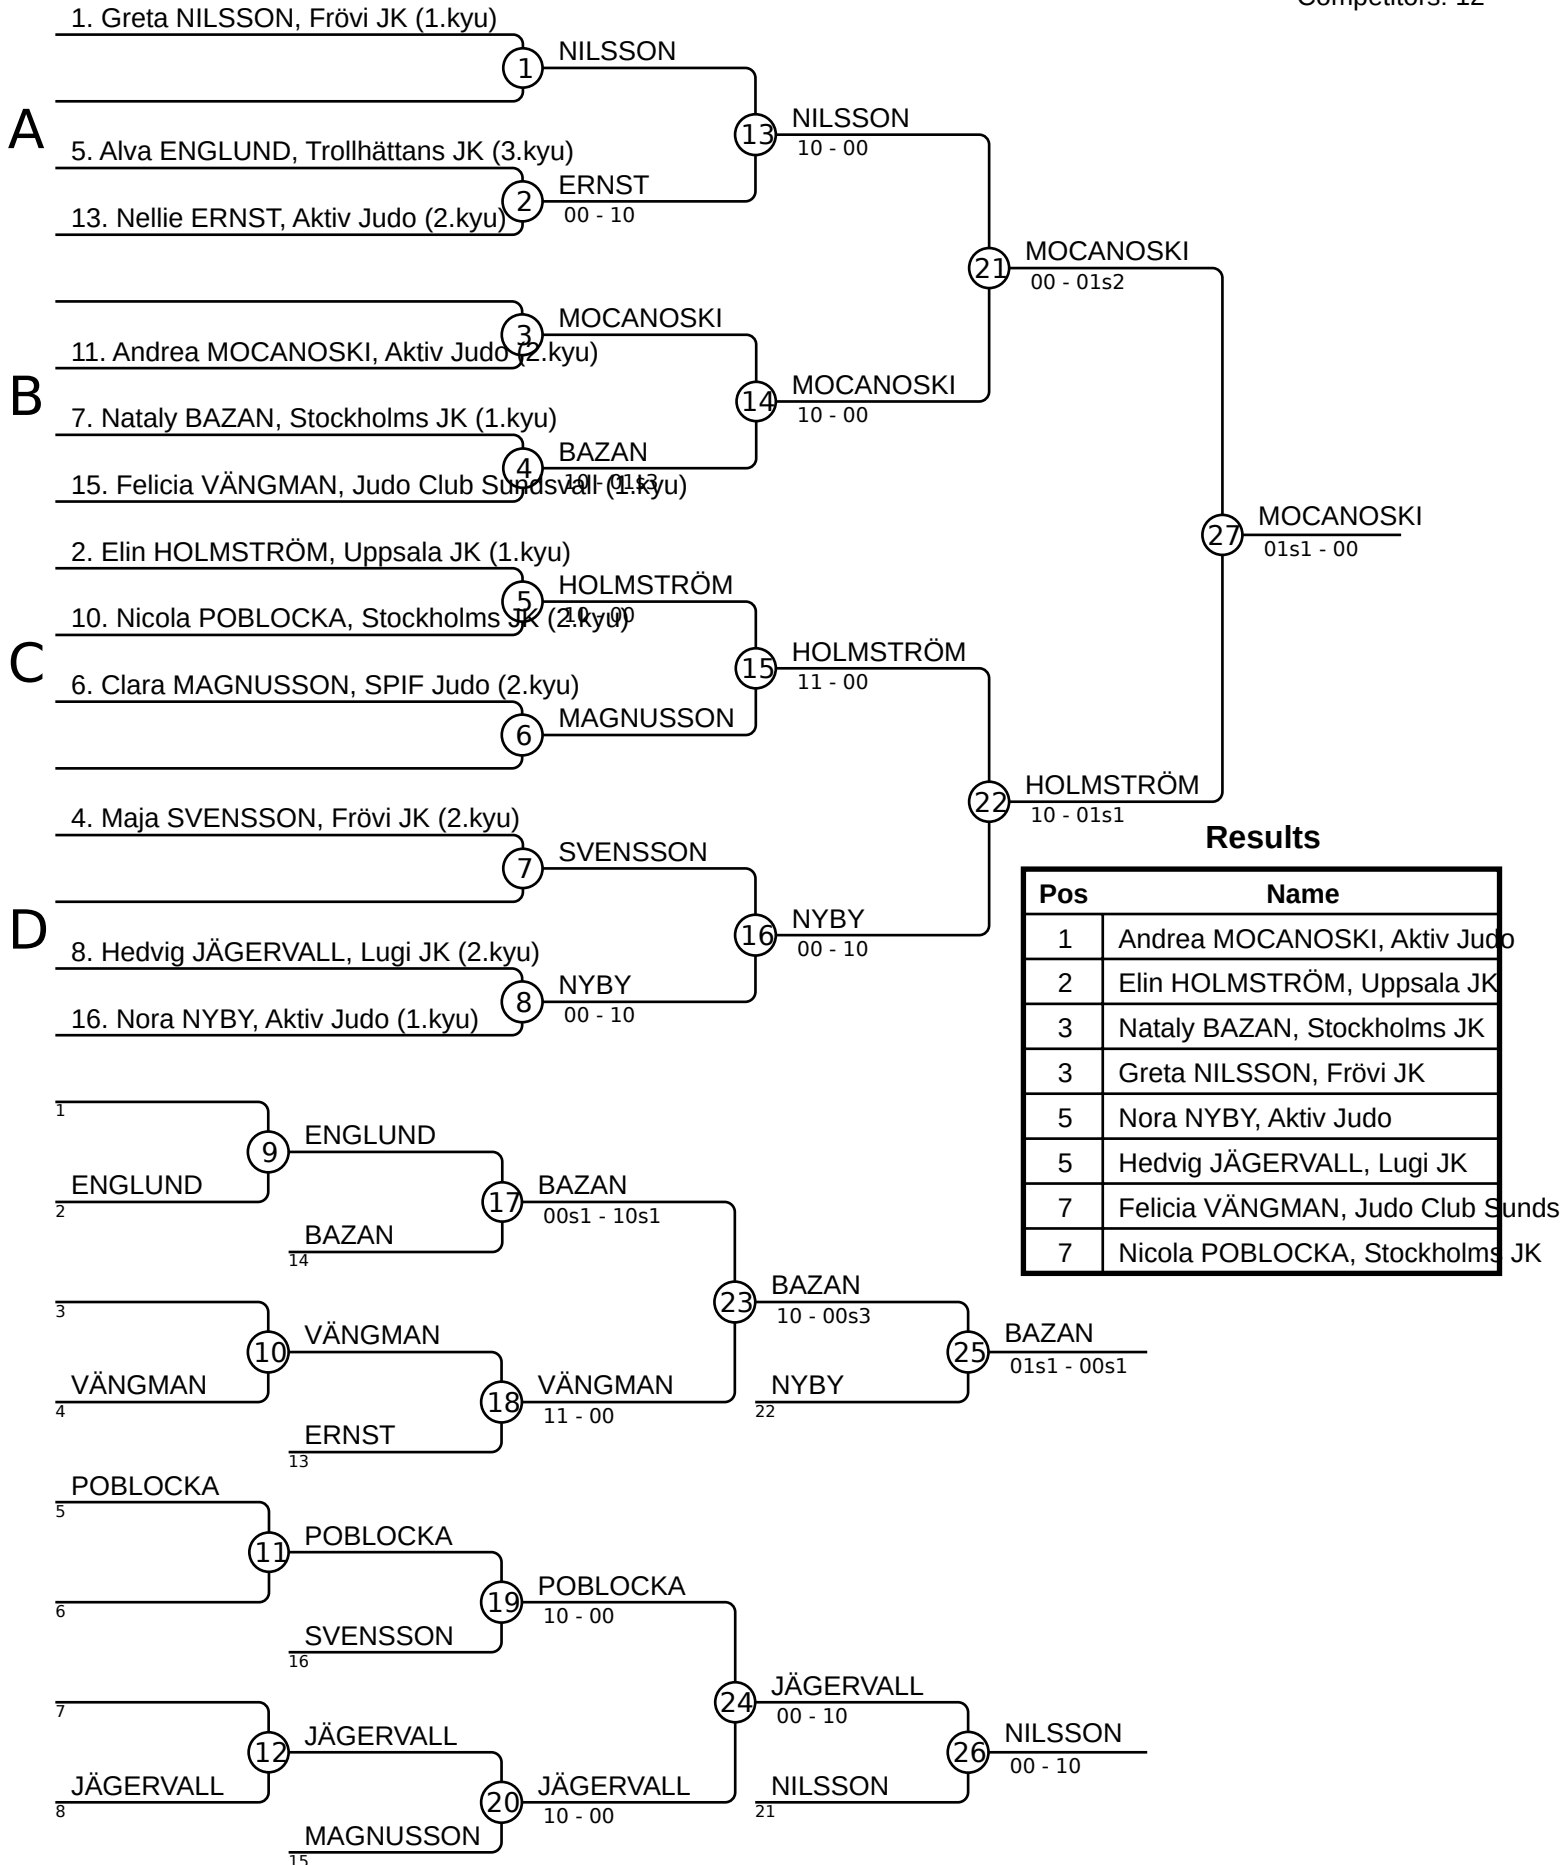 Competitors: 12
1. Greta NILSSON, Frövi JK (1.kyu)
1
NILSSON
A
13
NILSSON
10 - 00
5. Alva ENGLUND, Trollhättans JK (3.kyu)
2
ERNST
00 - 10
13. Nellie ERNST, Aktiv Judo (2.kyu)
21
MOCANOSKI
00 - 01s2
3
MOCANOSKI
11. Andrea MOCANOSKI, Aktiv Judo (2.kyu)
B
14
MOCANOSKI
10 - 00
7. Nataly BAZAN, Stockholms JK (1.kyu)
4
BAZAN
10 - 01s3
15. Felicia VÄNGMAN, Judo Club Sundsvall (1.kyu)
27
MOCANOSKI
01s1 - 00
2. Elin HOLMSTRÖM, Uppsala JK (1.kyu)
5
HOLMSTRÖM
10 - 00
10. Nicola POBLOCKA, Stockholms JK (2.kyu)
C
15
HOLMSTRÖM
11 - 00
6. Clara MAGNUSSON, SPIF Judo (2.kyu)
6
MAGNUSSON
22
HOLMSTRÖM
10 - 01s1
4. Maja SVENSSON, Frövi JK (2.kyu)
7
SVENSSON
D
16
NYBY
00 - 10
8. Hedvig JÄGERVALL, Lugi JK (2.kyu)
8
NYBY
00 - 10
16. Nora NYBY, Aktiv Judo (1.kyu)
Results
Pos Name
1 Andrea MOCANOSKI, Aktiv Judo
2 Elin HOLMSTRÖM, Uppsala JK
3 Nataly BAZAN, Stockholms JK
3 Greta NILSSON, Frövi JK
5 Nora NYBY, Aktiv Judo
5 Hedvig JÄGERVALL, Lugi JK
7 Felicia VÄNGMAN, Judo Club Sunds
7 Nicola POBLOCKA, Stockholms JK
1
9
ENGLUND
ENGLUND
2
17
BAZAN
00s1 - 10s1
BAZAN
14
23
BAZAN
10 - 00s3
3
10
VÄNGMAN
VÄNGMAN
4
18
VÄNGMAN
11 - 00
ERNST
13
25
BAZAN
01s1 - 00s1
NYBY
22
POBLOCKA
5
11
POBLOCKA
6
19
POBLOCKA
10 - 00
SVENSSON
16
24
JÄGERVALL
00 - 10
7
12
JÄGERVALL
JÄGERVALL
8
20
JÄGERVALL
10 - 00
MAGNUSSON
15
26
NILSSON
00 - 10
NILSSON
21